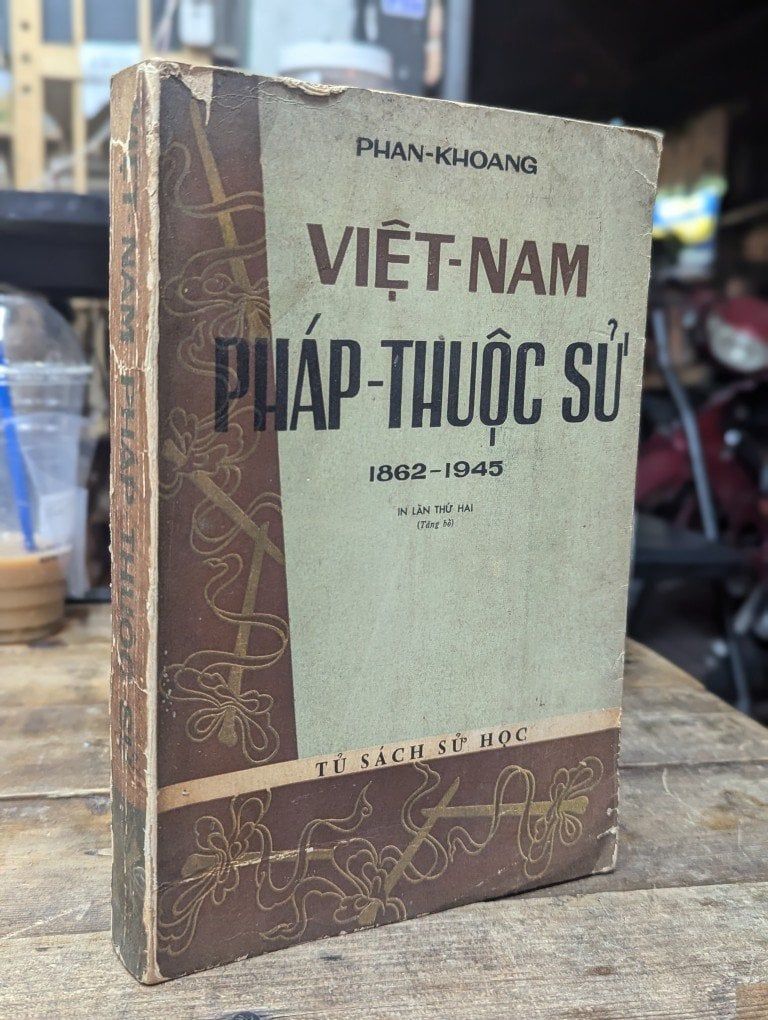 PHAN-KHOANG
VIỆT-NAM
PHÁP-THUỘC SỬ
1862-1945
IN LẦN THỨ HAI
(Tăng bổ)
TỦ SÁCH SỬ HỌC
VIỆT NAM PHÁP THUỘC SỬ